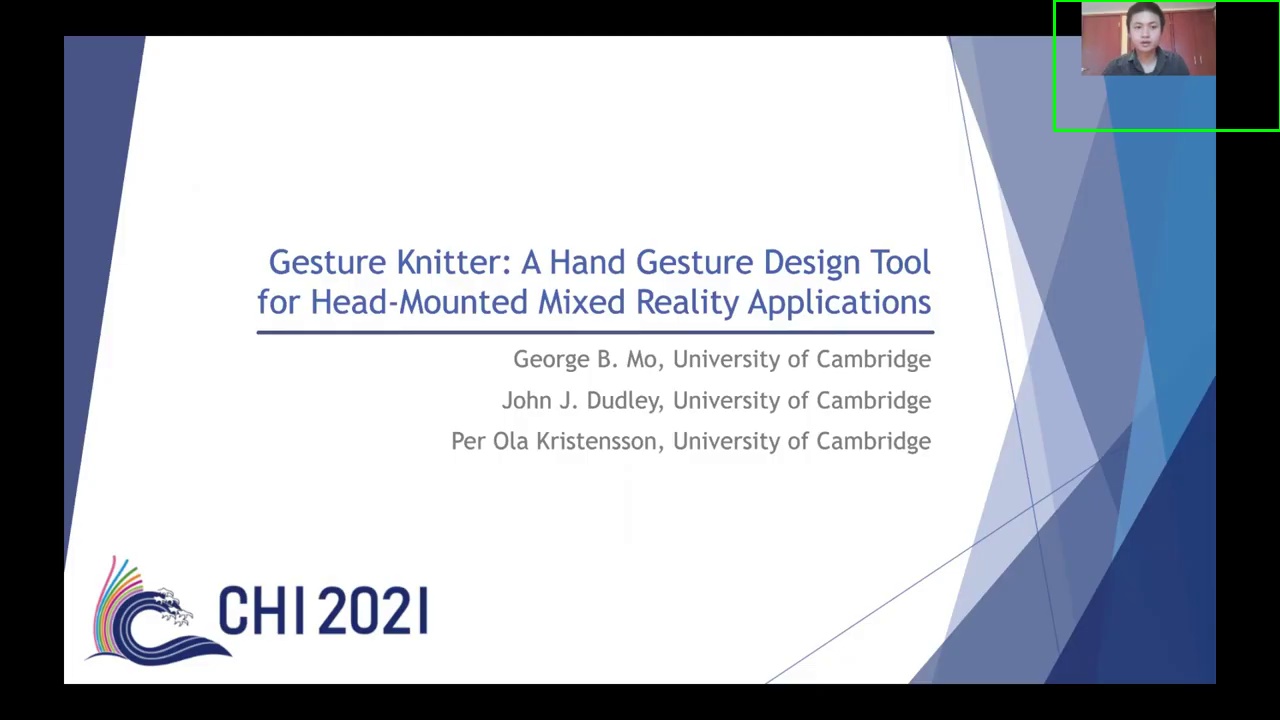 Gesture Knitter: A Hand Gesture Design Tool
for Head-Mounted Mixed Reality Applications
George B. Mo, University of Cambridge
John J. Dudley, University of Cambridge
Per Ola Kristensson, University of Cambridge
CHI 2021